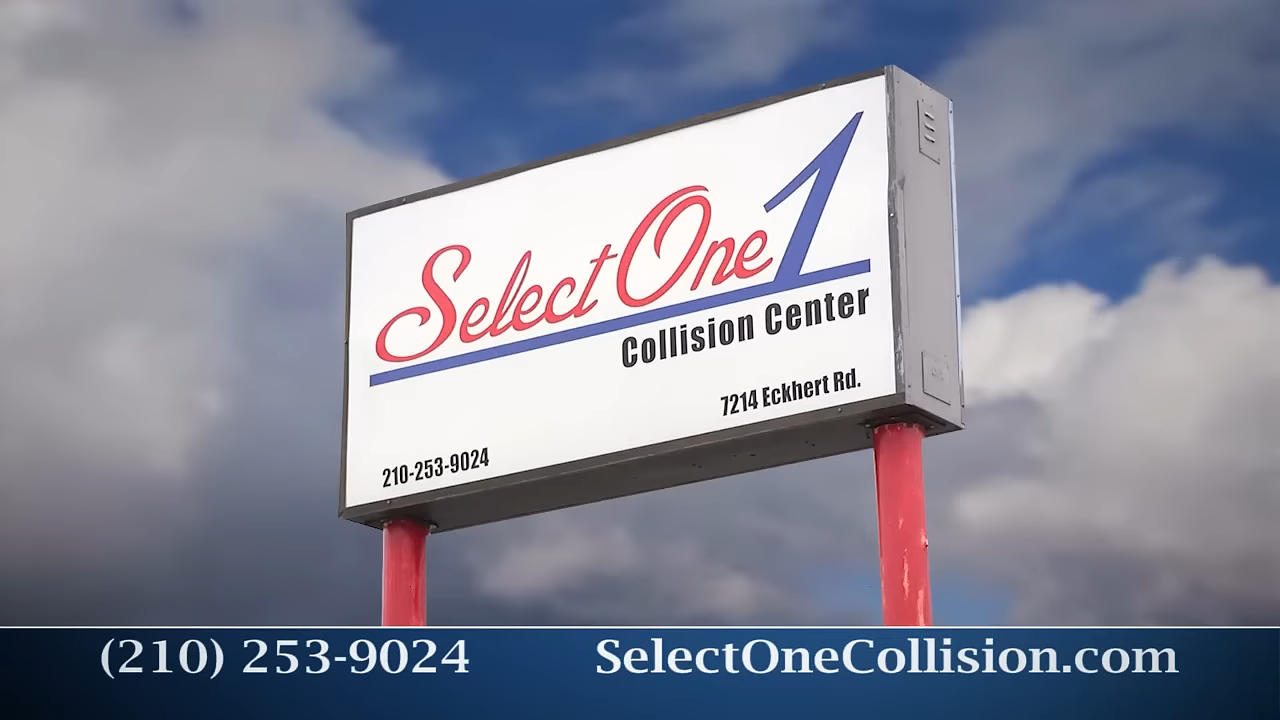 Select One 1
Collision Center
7214 Eckhert Rd.
210-253-9024
(210) 253-9024 SelectOneCollision.com